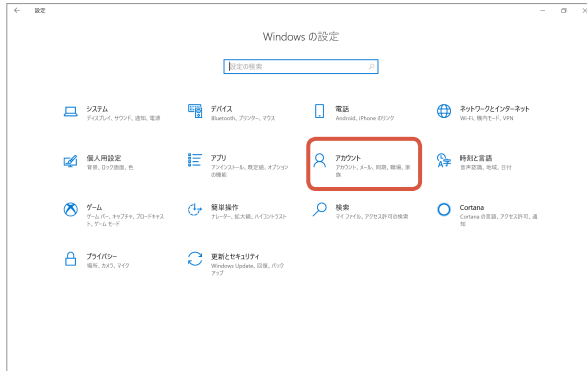 設定
Windows の設定
設定の検索
システム
ディスプレイ、サウンド、通知、電源
デバイス
Bluetooth、プリンター、マウス
電話
Android、iPhone のリンク
ネットワークとインターネット
Wi-Fi、機内モード、VPN
個人用設定
背景、ロック画面、色
アプリ
アンインストール、既定値、オプション
の機能
アカウント
アカウント、メール、同期、職場、家
族
時刻と言語
音声認識、地域、日付
ゲーム
ゲーム バー、キャプチャ、ブロードキャス
ト、ゲーム モード
簡単操作
ナレーター、拡大鏡、ハイコントラスト
検索
マイ ファイル、アクセス許可の検索
Cortana
Cortana の言語、アクセス許可、通
知
プライバシー
場所、カメラ、マイク
更新とセキュリティ
Windows Update、回復、バック
アップ